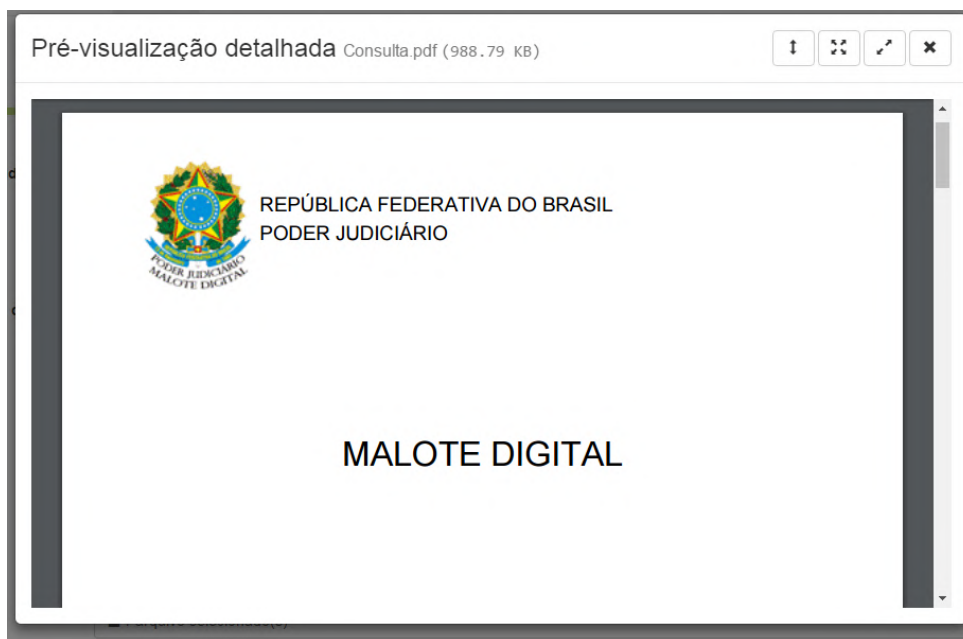 Pré-visualização detalhada Consulta.pdf (988.79 KB)
REPÚBLICA FEDERATIVA DO BRASIL
PODER JUDICIÁRIO
PODER JUDICIÁRIO
MALOTE DIGITAL
MALOTE DIGITAL